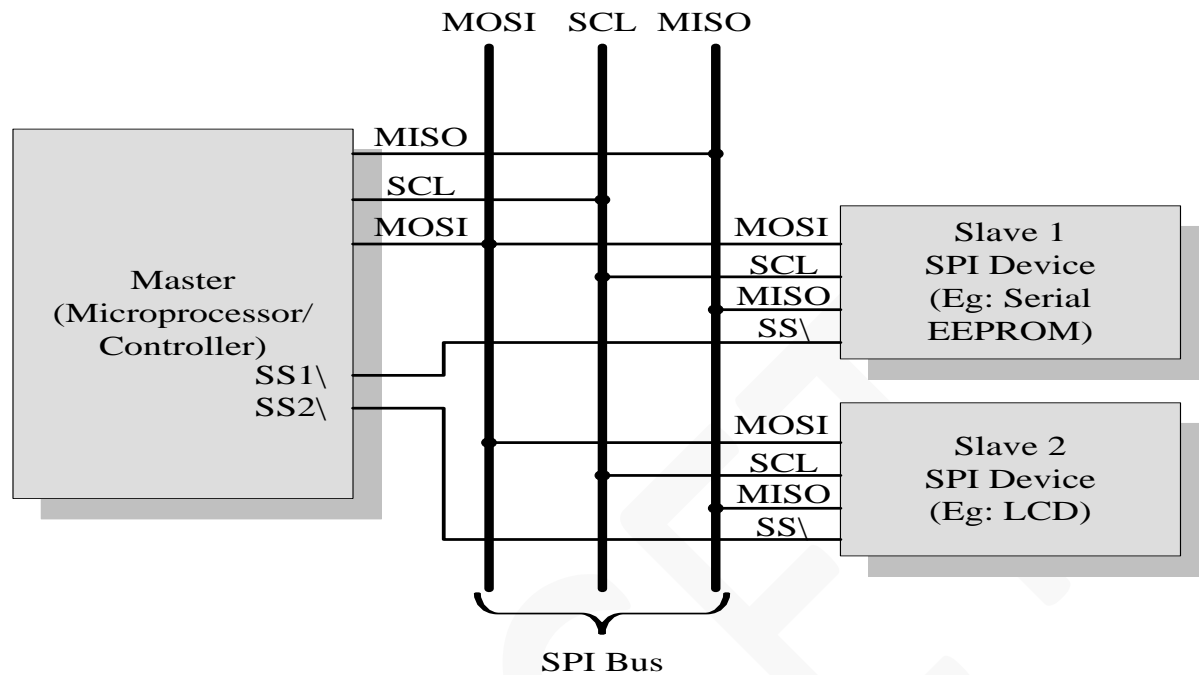 MOSI SCL MISO
MISO
SCL
MOSI
Master
(Microprocessor/
Controller)
SS1\
SS2\
MOSI
SCL
MISO
SS\
Slave 1
SPI Device
(Eg: Serial
EEPROM)
MOSI
SCL
MISO
SS\
Slave 2
SPI Device
(Eg: LCD)
SPI Bus